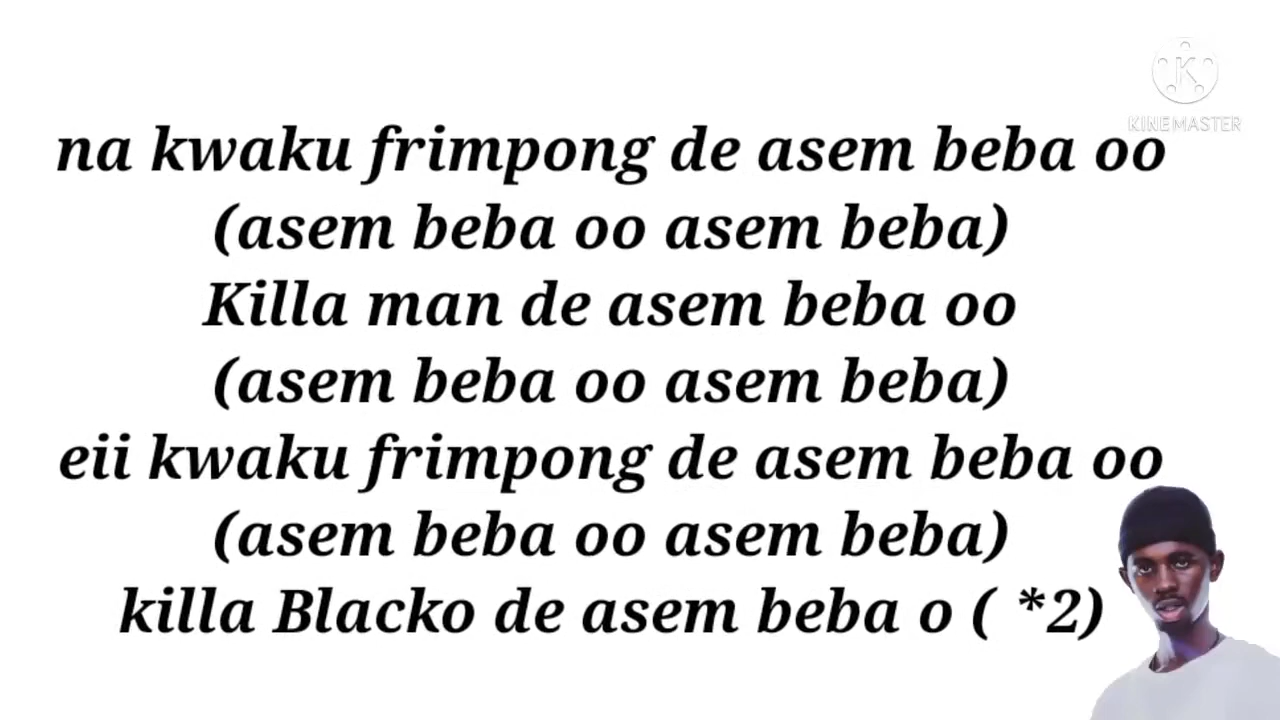 KINEMASTER
na kwaku frimpong de asem beba oo
(asem beba oo asem beba)
Killa man de asem beba oo
(asem beba oo asem beba)
eii kwaku frimpong de asem beba oo
(asem beba oo asem beba)
killa Blacko de asem beba o ( *2)